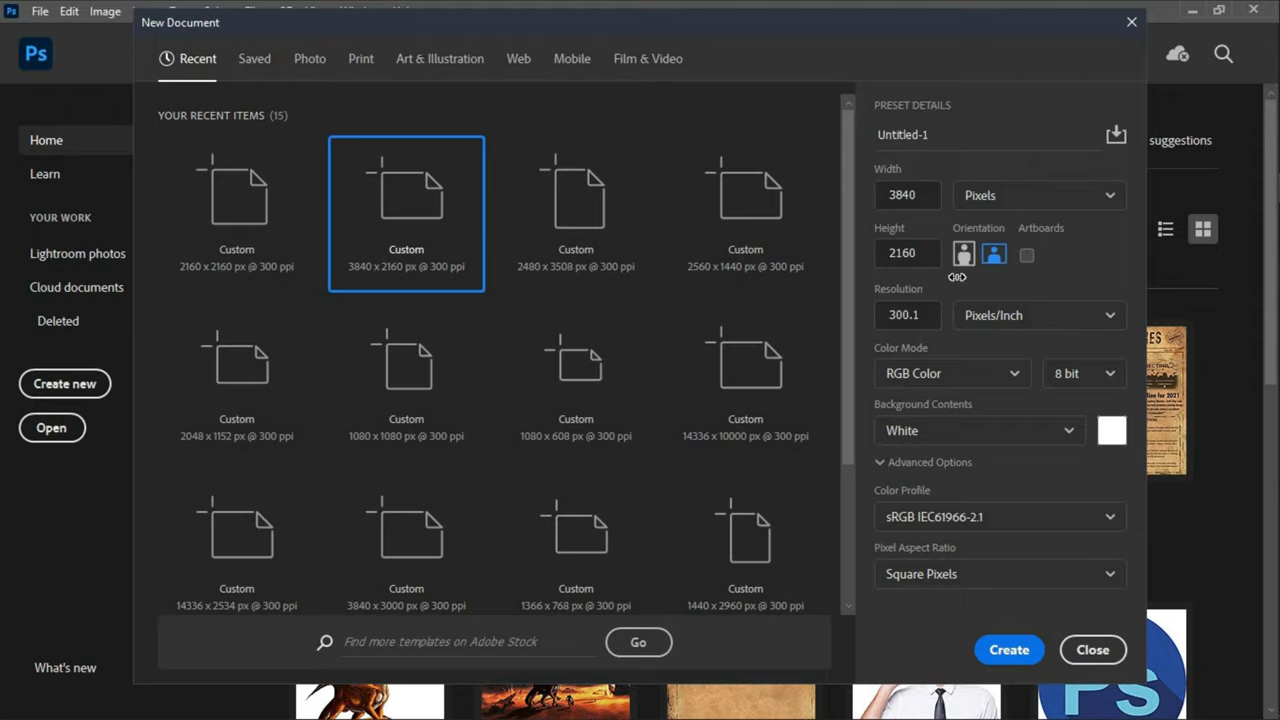 Ps File Edit Image
New Document
Ps
Recent Saved Photo Print Art & Illustration Web Mobile Film & Video
Home
Learn
YOUR WORK
Lightroom photos
Cloud documents
Deleted
Create new
Open
What's new
YOUR RECENT ITEMS (15)
Custom
2160 x 2160 px @ 300 ppi
Custom
3840 x 2160 px @ 300 ppi
Custom
2480 x 3508 px @ 300 ppi
Custom
2560 x 1440 px @ 300 ppi
Custom
2048 x 1152 px @ 300 ppi
Custom
1080 x 1080 px @ 300 ppi
Custom
1080 x 608 px @ 300 ppi
Custom
14336 x 10000 px @ 300 ppi
Custom
14336 x 2534 px @ 300 ppi
Custom
3840 x 3000 px @ 300 ppi
Custom
1366 x 768 px @ 300 ppi
Custom
1440 x 2960 px @ 300 ppi
Find more templates on Adobe Stock Go
PRESET DETAILS
Untitled-1
Width
3840 Pixels
Height Orientation Artboards
2160
Resolution
300.1 Pixels/Inch
Color Mode
RGB Color 8 bit
Background Contents
White
Advanced Options
Color Profile
sRGB IEC61966-2.1
Pixel Aspect Ratio
Square Pixels
Create Close
suggestions
Ps